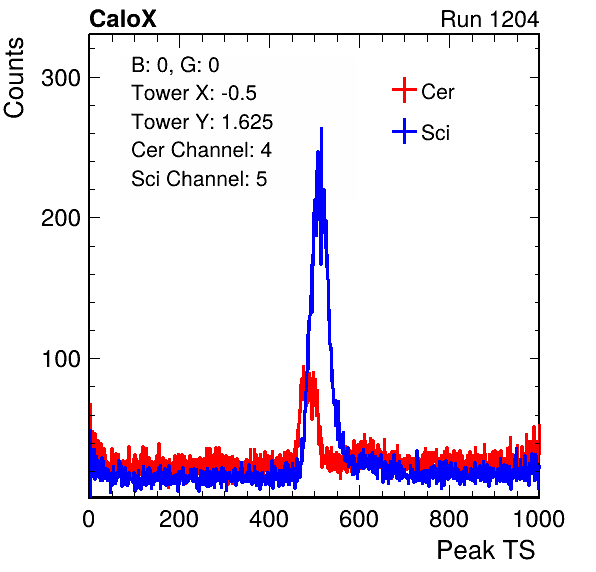 CaloX Run 1204
Counts
B: 0, G: 0
Tower X: -0.5
Tower Y: 1.625
Cer Channel: 4
Sci Channel: 5
Cer
Sci
300
200
100
0 200 400 600 800 1000
Peak TS